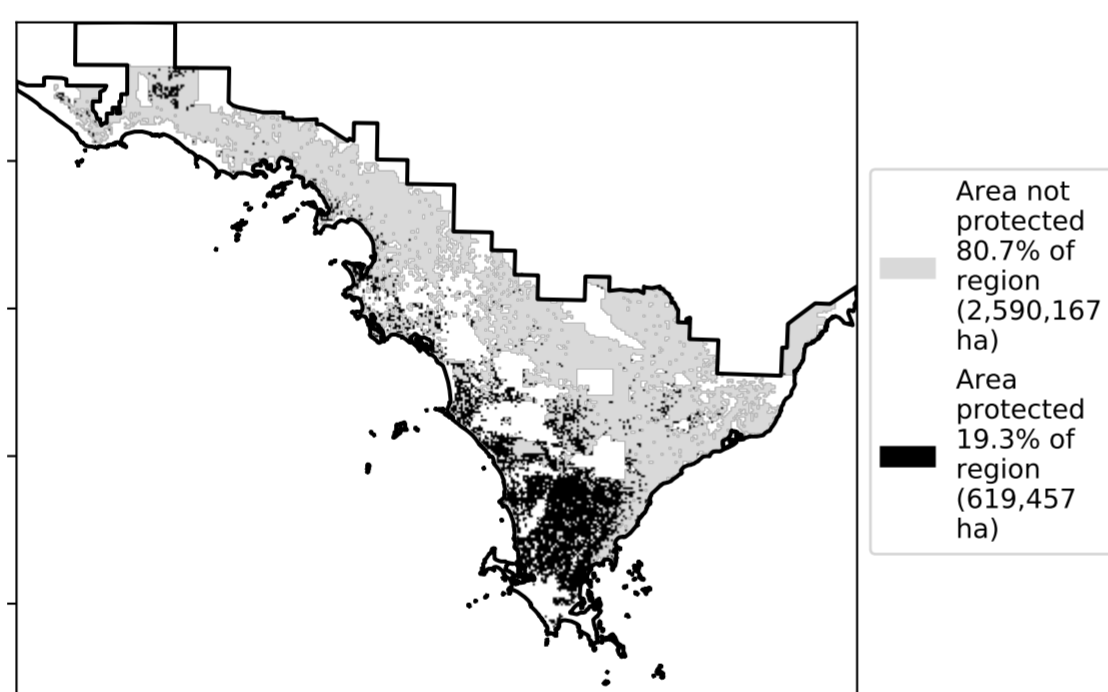 Area not
protected
80.7% of
region
(2,590,167
ha)
Area
protected
19.3% of
region
(619,457
ha)